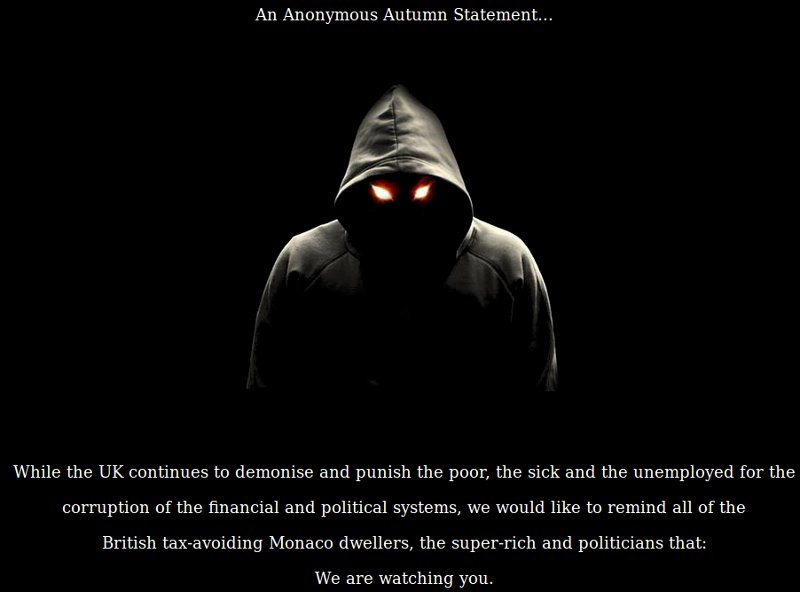 An Anonymous Autumn Statement...
While the UK continues to demonise and punish the poor, the sick and the unemployed for the
corruption of the financial and political systems, we would like to remind all of the
British tax-avoiding Monaco dwellers, the super-rich and politicians that:
We are watching you.